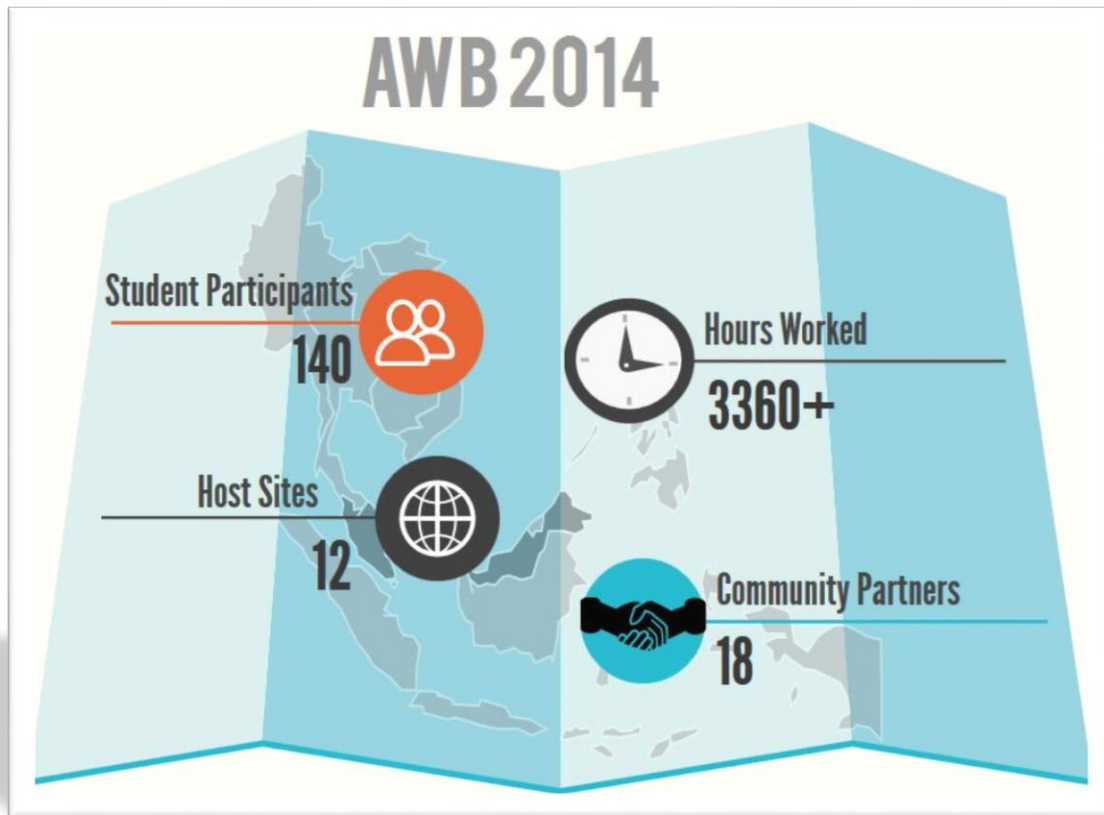 AWB 2014
Student Participants
140
Hours Worked
3360+
Host Sites
12
Community Partners
18